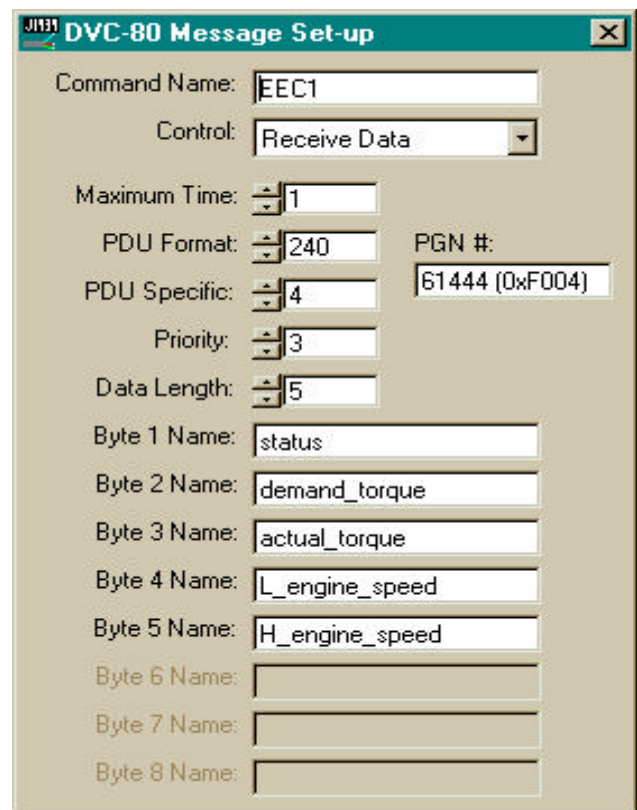 J1939 DVC-80 Message Set-up
Command Name: EEC1
Control: Receive Data
Maximum Time: 1
PDU Format: 240 PGN #:
PDU Specific: 4 61444 (0xF004)
Priority: 3
Data Length: 5
Byte 1 Name: status
Byte 2 Name: demand_torque
Byte 3 Name: actual_torque
Byte 4 Name: L_engine_speed
Byte 5 Name: H_engine_speed
Byte 6 Name:
Byte 7 Name:
Byte 8 Name: